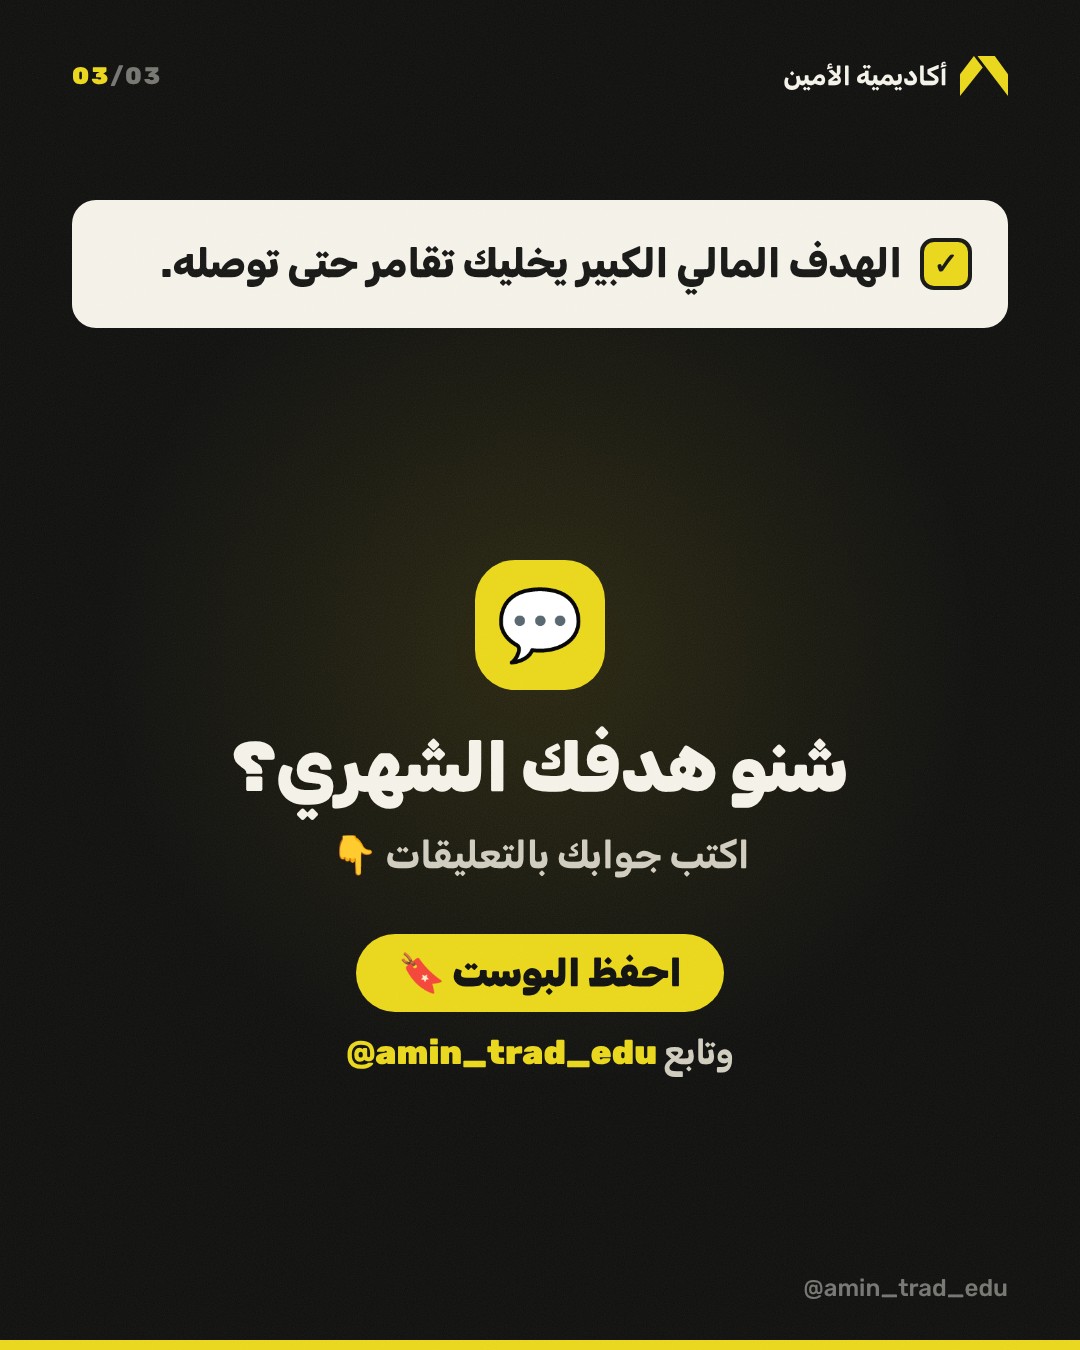 أكاديمية الأمين
03/03
✓ الهدف المالي الكبير يخليك تقامر حتى توصله.
شنو هدفك الشهري؟
اكتب جوابك بالتعليقات 👇
احفظ البوست 🔖
وتابع @amin_trad_edu
@amin_trad_edu